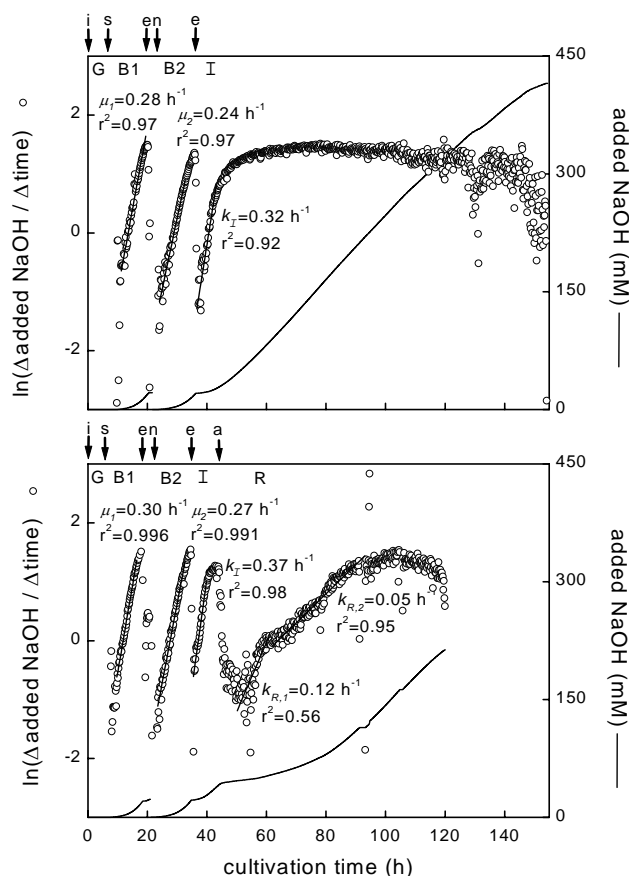 i s en e
G B1 B2 I
μ1=0.28 h-1
r2=0.97
μ2=0.24 h-1
r2=0.97
kI=0.32 h-1
r2=0.92
2
0
-2
ln(Δadded NaOH / Δtime)
450
300
150
0
added NaOH (mM)
i s en e a
G B1 B2 I R
μ1=0.30 h-1
r2=0.996
μ2=0.27 h-1
r2=0.991
kI=0.37 h-1
r2=0.98
kR,2=0.05 h-1
r2=0.95
kR,1=0.12 h-1
r2=0.56
2
0
-2
ln(Δadded NaOH / Δtime)
450
300
150
0
added NaOH (mM)
0 20 40 60 80 100 120 140
cultivation time (h)